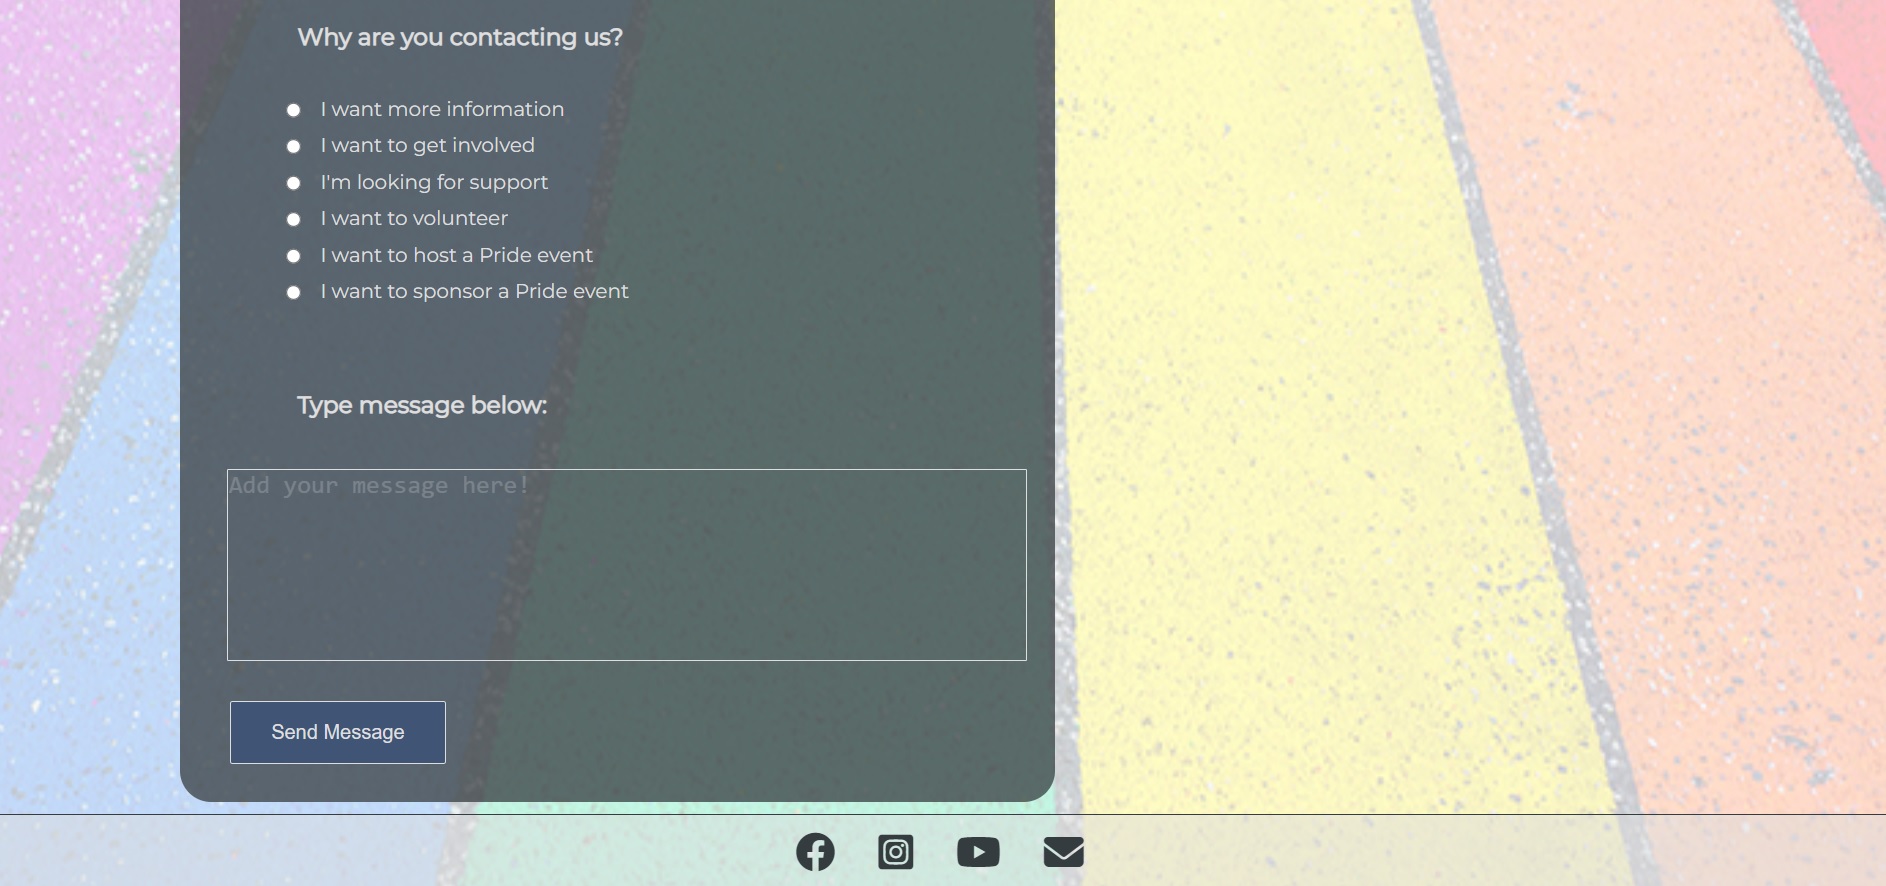 Why are you contacting us?
I want more information
I want to get involved
I'm looking for support
I want to volunteer
I want to host a Pride event
I want to sponsor a Pride event
Type message below:
Add your message here!
Send Message